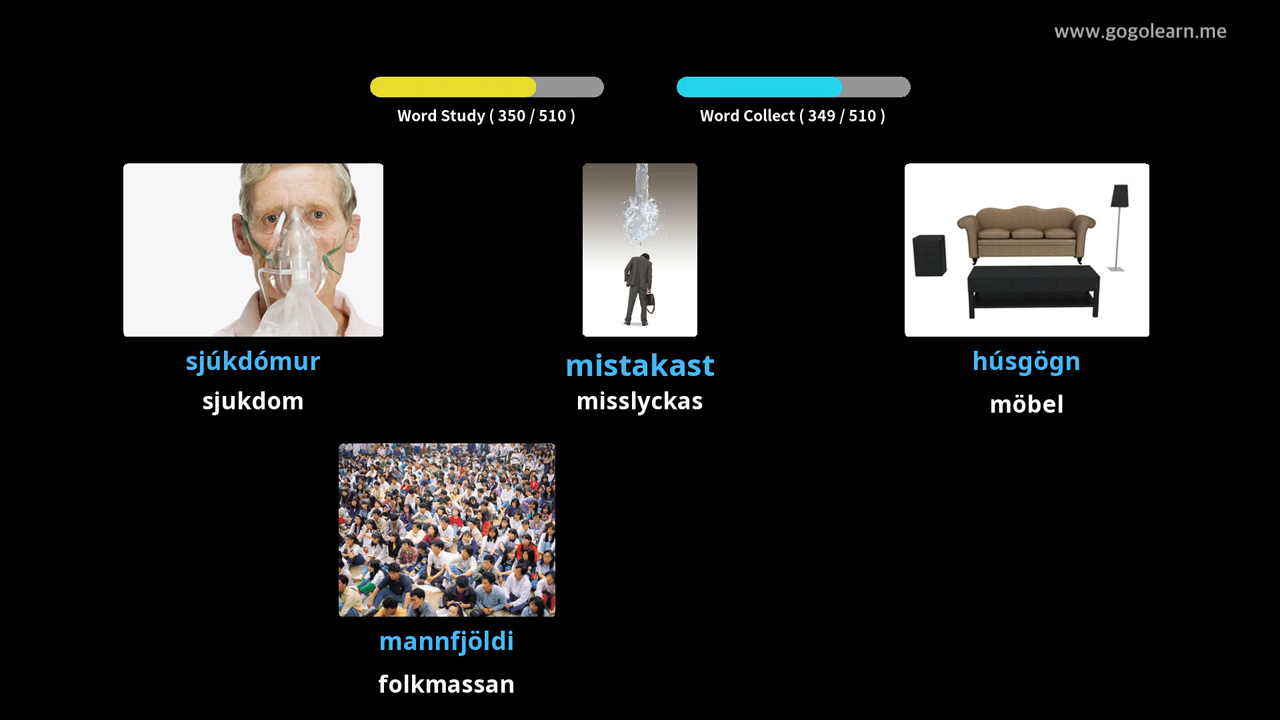 www.gogolearn.me
Word Study ( 350 / 510 )
Word Collect ( 349 / 510 )
sjúkdómur
sjukdom
mistakast
misslyckas
húsgögn
möbel
mannfjöldi
folkmassan